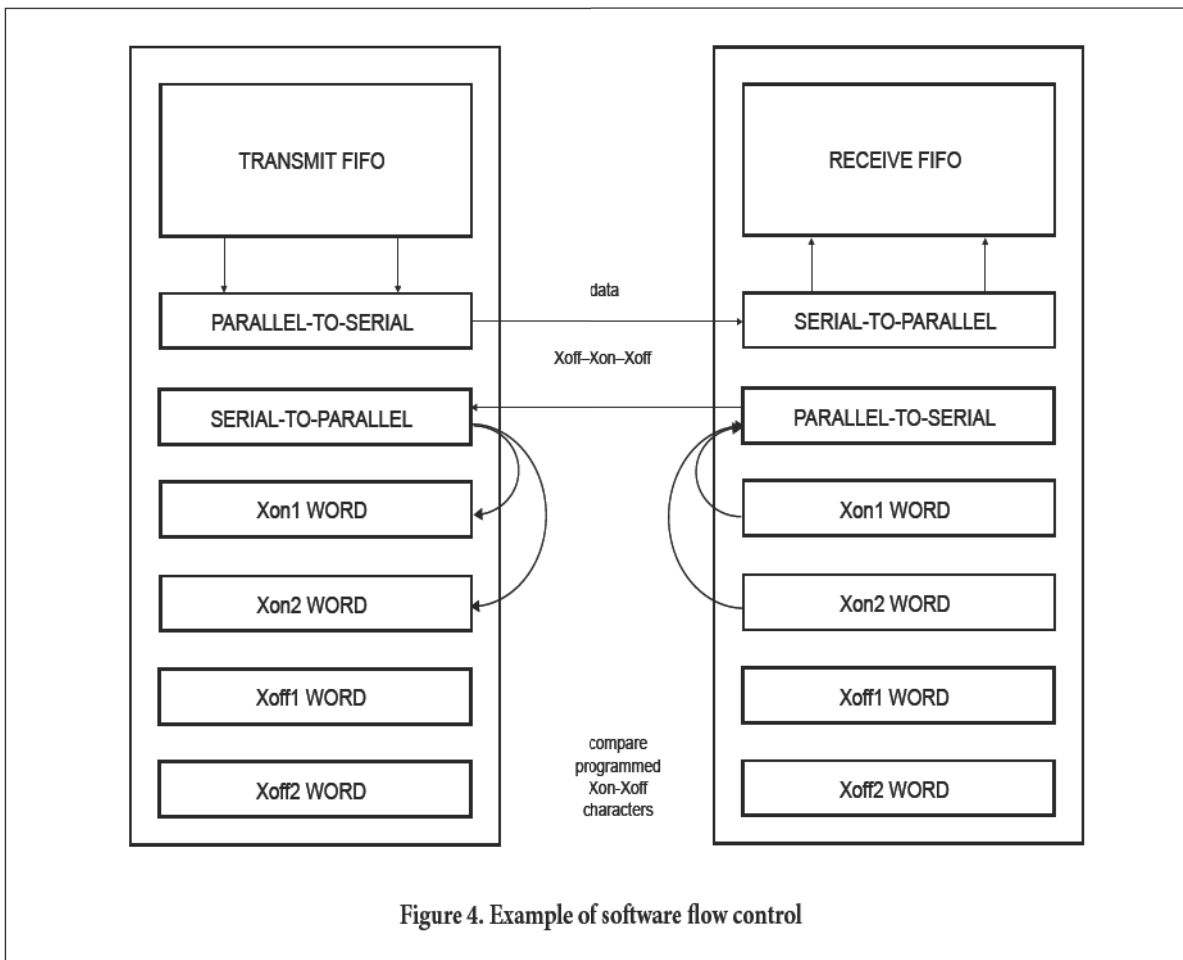 TRANSMIT FIFO
PARALLEL-TO-SERIAL
SERIAL-TO-PARALLEL
Xon1 WORD
Xon2 WORD
Xoff1 WORD
Xoff2 WORD
data
Xoff–Xon–Xoff
compare
programmed
Xon-Xoff
characters
RECEIVE FIFO
SERIAL-TO-PARALLEL
PARALLEL-TO-SERIAL
Xon1 WORD
Xon2 WORD
Xoff1 WORD
Xoff2 WORD
Figure 4. Example of software flow control